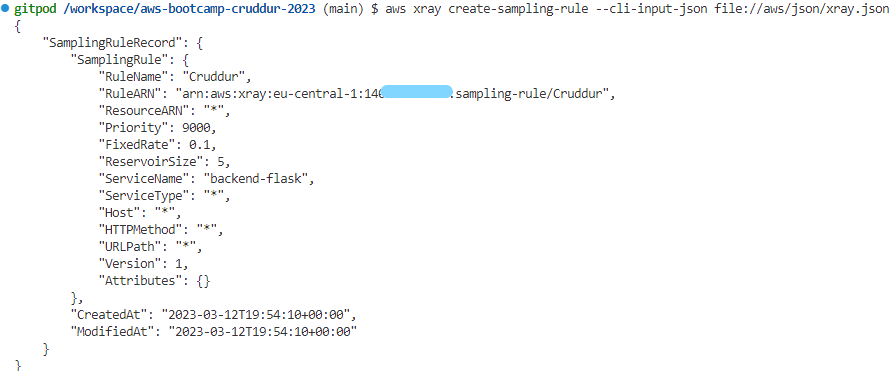 gitpod /workspace/aws-bootcamp-cruddur-2023 (main) $ aws xray create-sampling-rule --cli-input-json file://aws/json/xray.json
{
    "SamplingRuleRecord": {
        "SamplingRule": {
            "RuleName": "Cruddur",
            "RuleARN": "arn:aws:xray:eu-central-1:14 sampling-rule/Cruddur",
            "ResourceARN": "*",
            "Priority": 9000,
            "FixedRate": 0.1,
            "ReservoirSize": 5,
            "ServiceName": "backend-flask",
            "ServiceType": "*",
            "Host": "*",
            "HTTPMethod": "*",
            "URLPath": "*",
            "Version": 1,
            "Attributes": {}
        },
        "CreatedAt": "2023-03-12T19:54:10+00:00",
        "ModifiedAt": "2023-03-12T19:54:10+00:00"
    }
}